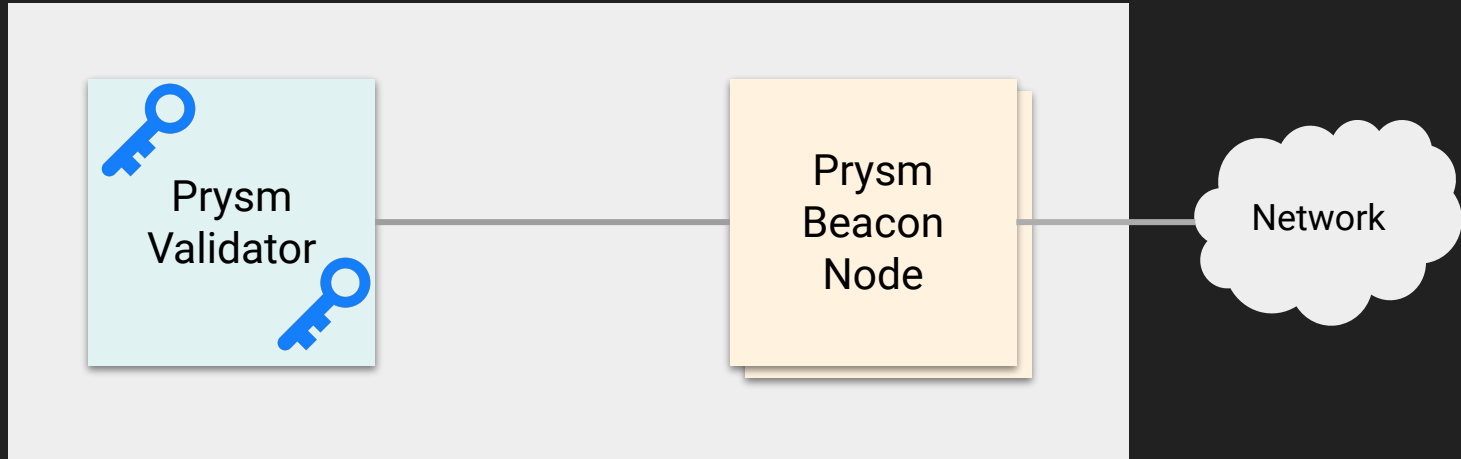 Prysm
Validator
Prysm
Beacon
Node
Network